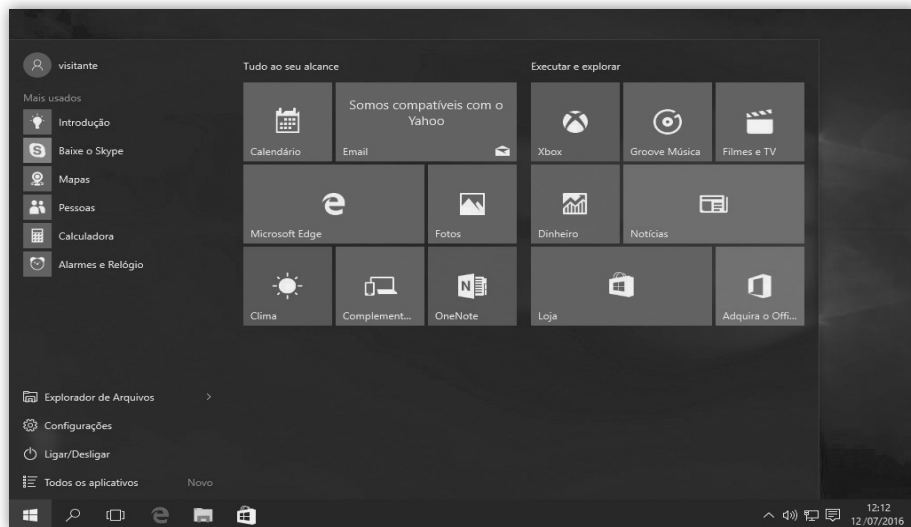 visitante
Mais usados
Introdução
Baixe o Skype
Mapas
Pessoas
Calculadora
Alarmes e Relógio
Explorador de Arquivos
Configurações
Ligar/Desligar
Todos os aplicativos Novo
Tudo ao seu alcance
Calendário
Somos compatíveis com o
Yahoo
Email
Microsoft Edge
Fotos
Clima
Complement...
OneNote
Executar e explorar
Xbox
Groove Música
Filmes e TV
Dinheiro
Notícias
Loja
Adquira o Offi...
12:12
12/07/2016